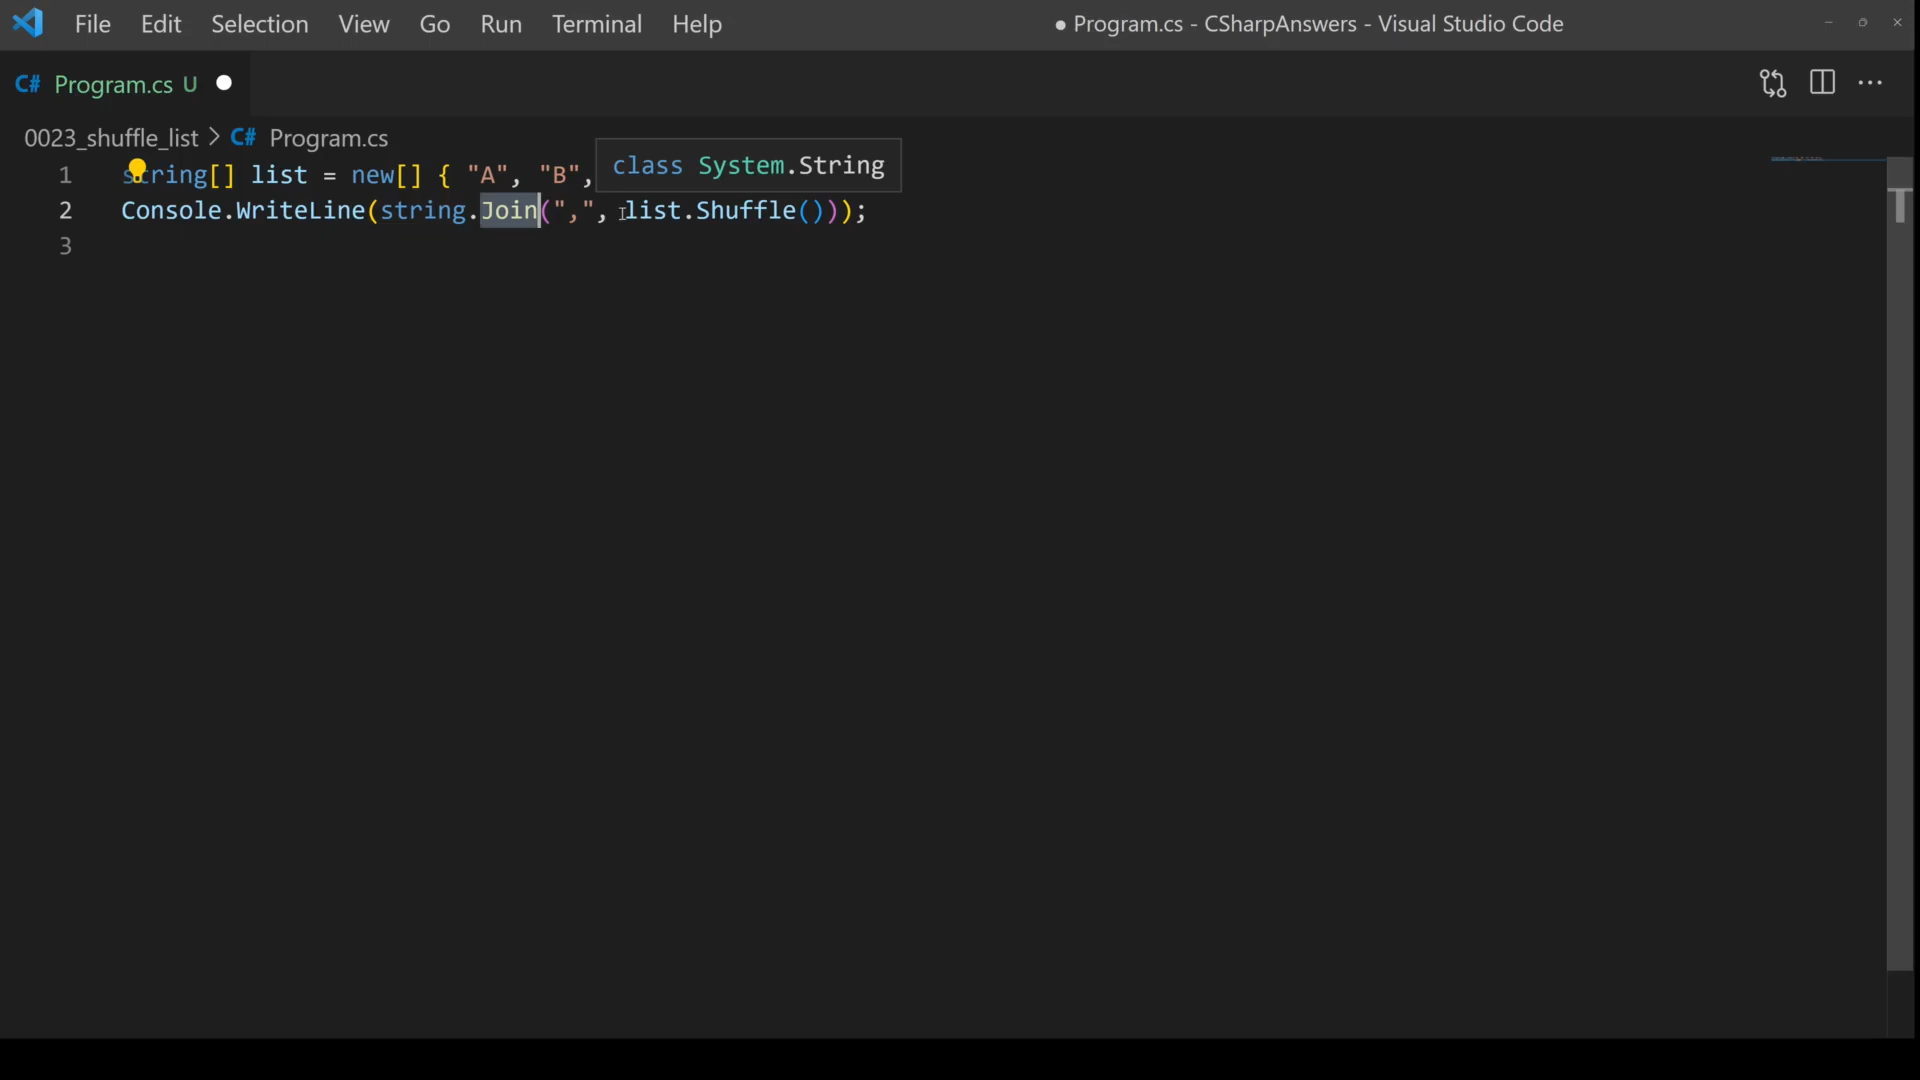 File Edit Selection View Go Run Terminal Help ● Program.cs - CSharpAnswers - Visual Studio Code
C# Program.cs U
0023_shuffle_list > C# Program.cs
class System.String
1 string[] list = new[] { "A", "B",
2 Console.WriteLine(string.Join(",", list.Shuffle()));
3